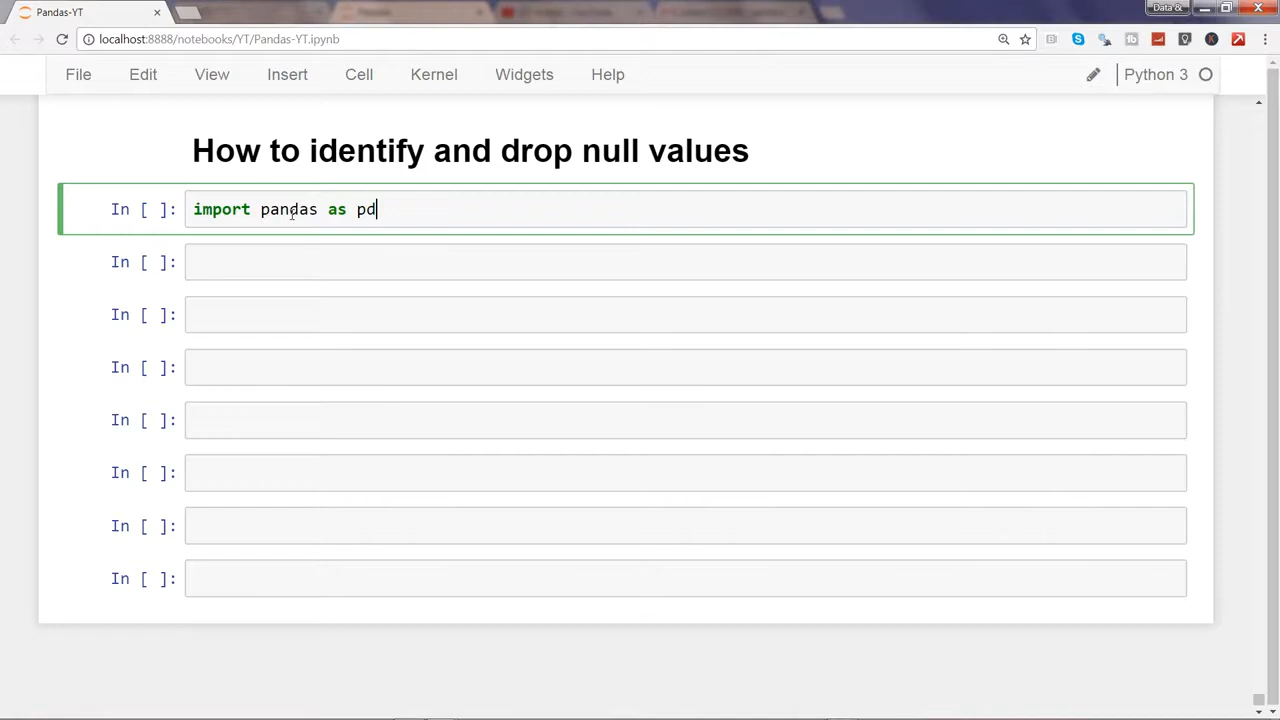 Pandas-YT
Data &
localhost:8888/notebooks/YT/Pandas-YT.ipynb
File Edit View Insert Cell Kernel Widgets Help Python 3
How to identify and drop null values
In [ ]: import pandas as pd
In [ ]:
In [ ]:
In [ ]:
In [ ]:
In [ ]:
In [ ]:
In [ ]: